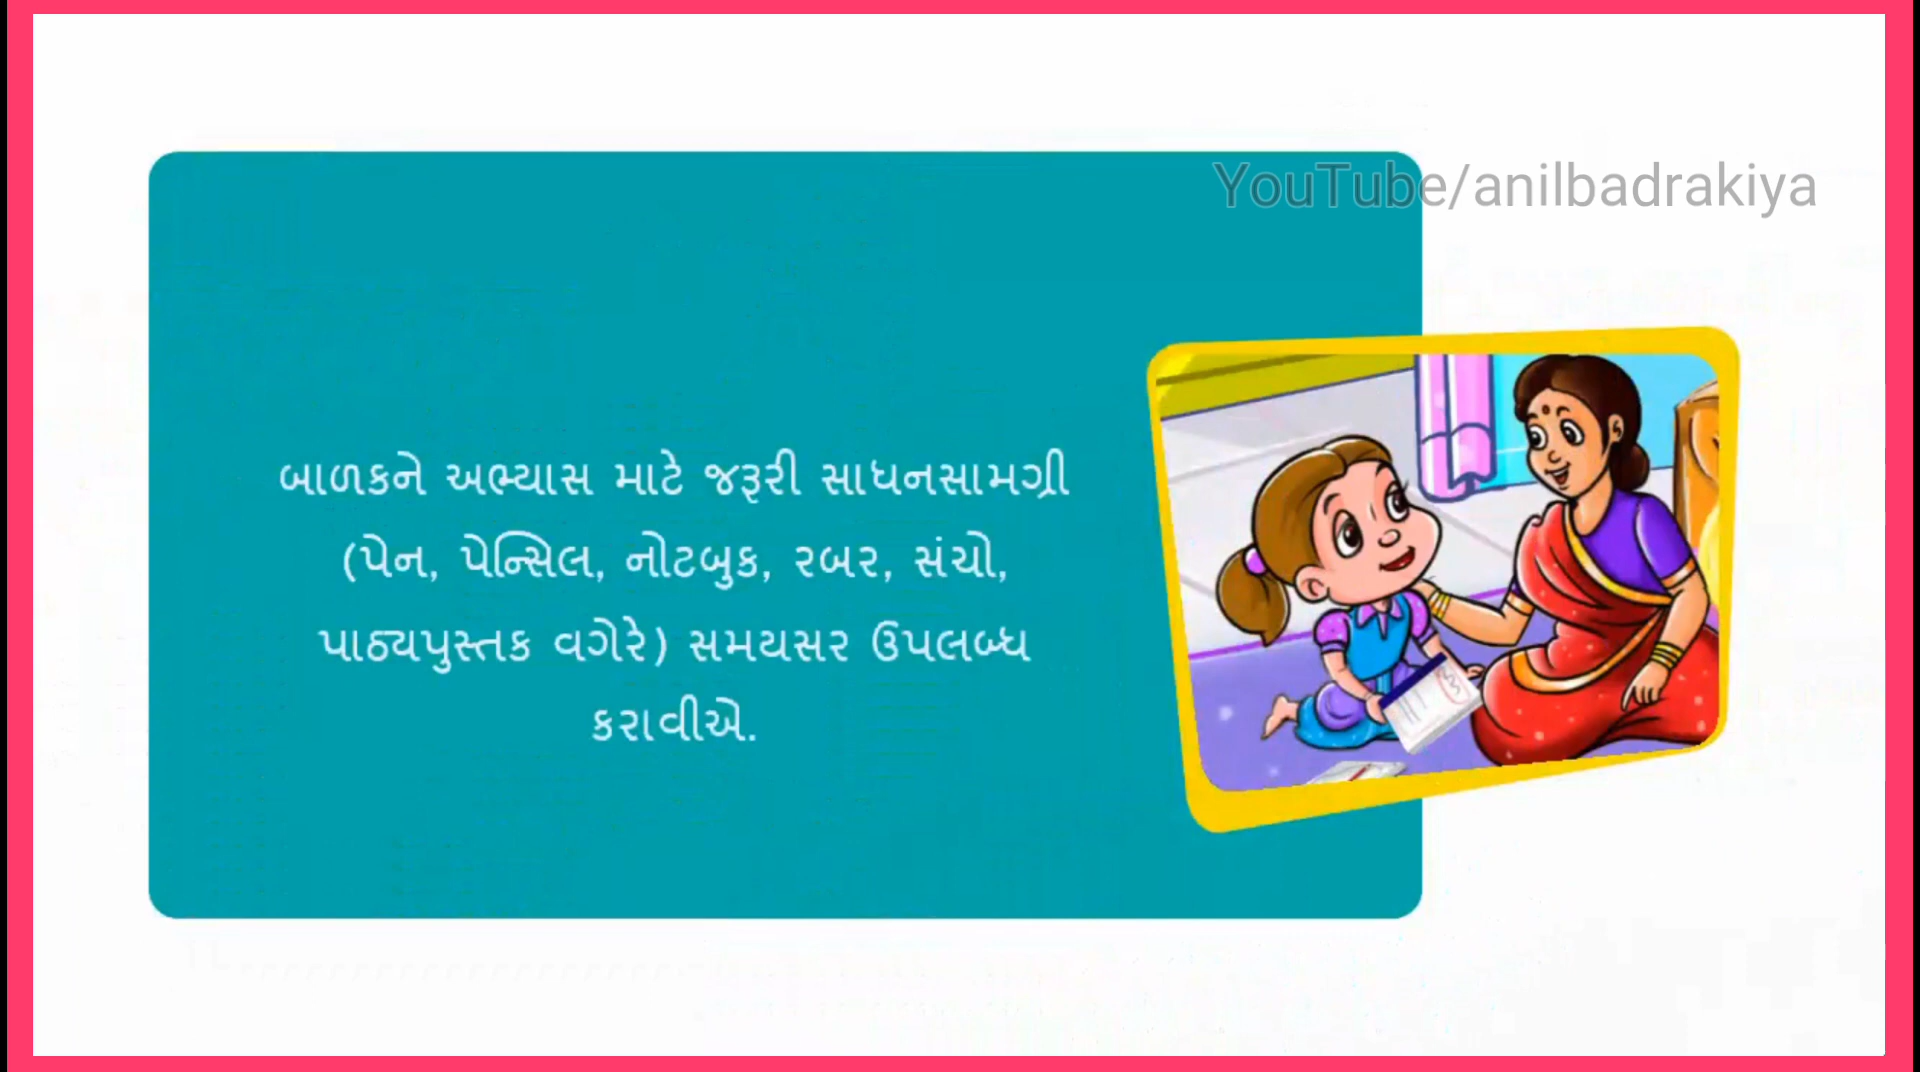 YouTube/anilbadrakiya
બાળકને અભ્યાસ માટે જરૂરી સાધનસામગ્રી
(પેન, પેન્સિલ, નોટબુક, રબર, સંચો,
પાઠ્યપુસ્તક વગેરે) સમયસર ઉપલબ્ધ
કરાવીએ.